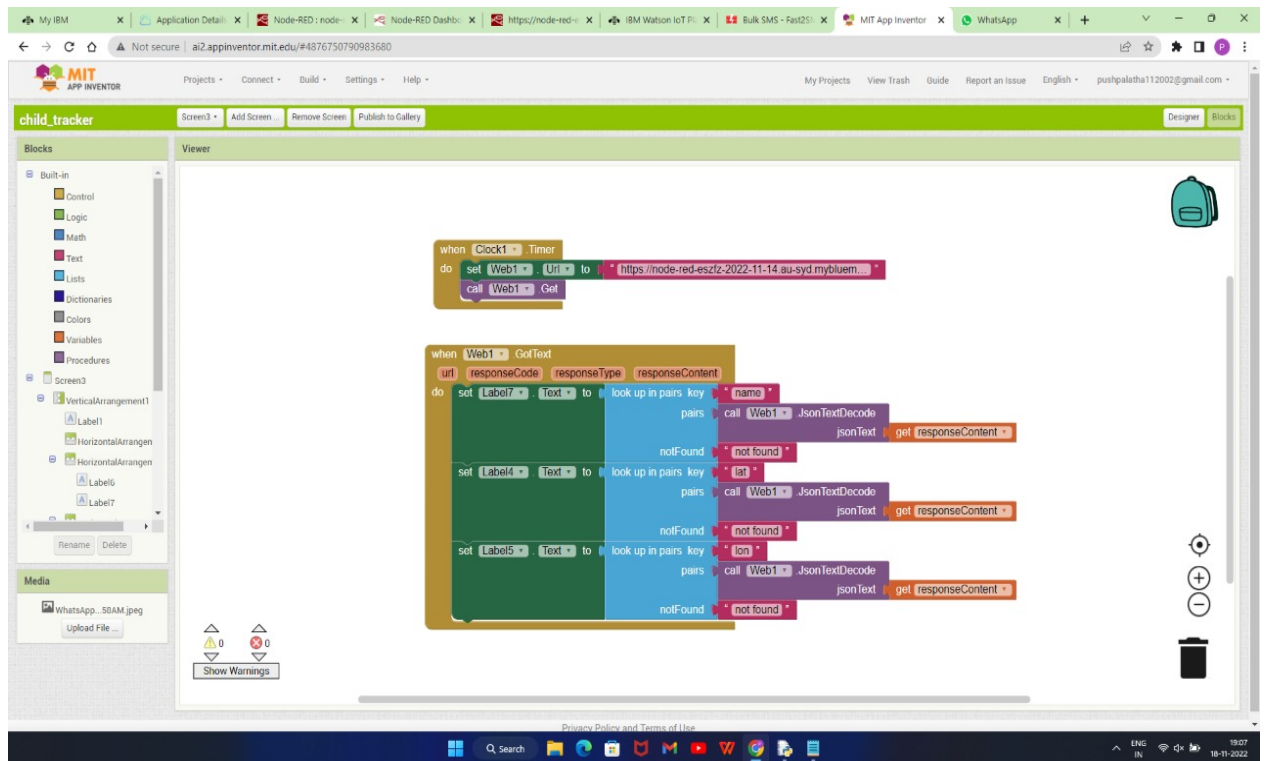 My IBM
Application Details
Node-RED : node-
Node-RED Dashbo
https://node-red-e
IBM Watson IoT Pl
Bulk SMS - Fast2S
MIT App Inventor
WhatsApp
Not secure | ai2.appinventor.mit.edu/#4876750790983680
P
MIT
APP INVENTOR
Projects Connect Build Settings Help
My Projects View Trash Guide Report an Issue English pushpalatha112002@gmail.com
child_tracker
Screen3 Add Screen ... Remove Screen Publish to Gallery
Designer Blocks
Blocks
Viewer
Built-in
Control
Logic
Math
Text
Lists
Dictionaries
Colors
Variables
Procedures
Screen3
VerticalArrangement1
Label1
HorizontalArrangen
HorizontalArrangen
Label6
Label7
Rename Delete
Media
WhatsApp...58AM.jpeg
Upload File ...
when Clock1 .Timer
do set Web1 . Url to " https://node-red-eszfz-2022-11-14.au-syd.mybluem... "
call Web1 .Get
when Web1 .GotText
url responseCode responseType responseContent
do set Label7 . Text to look up in pairs key " name "
pairs call Web1 .JsonTextDecode
jsonText get responseContent
notFound " not found "
set Label4 . Text to look up in pairs key " lat "
pairs call Web1 .JsonTextDecode
jsonText get responseContent
notFound " not found "
set Label5 . Text to look up in pairs key " lon "
pairs call Web1 .JsonTextDecode
jsonText get responseContent
notFound " not found "
0 0
Show Warnings
Privacy Policy and Terms of Use
Search
ENG
IN
19:07
18-11-2022